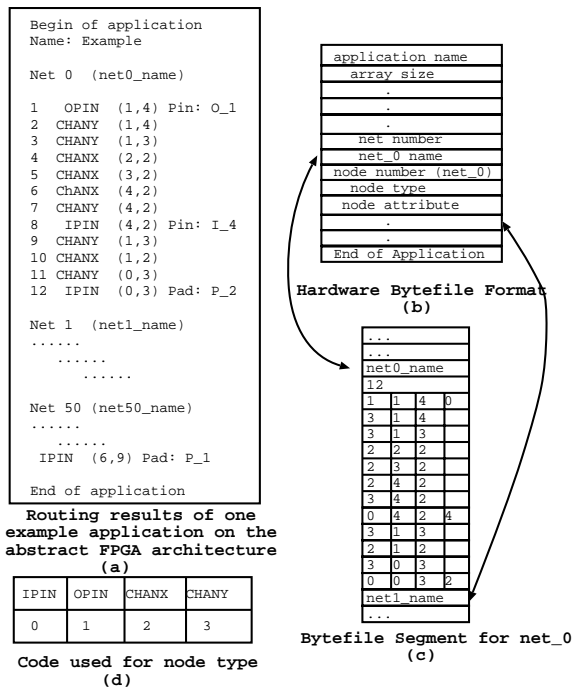 Begin of application
Name: Example
Net 0 (net0_name)
1 OPIN (1,4) Pin: O_1
2 CHANY (1,4)
3 CHANY (1,3)
4 CHANX (2,2)
5 CHANX (3,2)
6 ChANX (4,2)
7 CHANY (4,2)
8 IPIN (4,2) Pin: I_4
9 CHANY (1,3)
10 CHANX (1,2)
11 CHANY (0,3)
12 IPIN (0,3) Pad: P_2
Net 1 (net1_name)
......
......
......
Net 50 (net50_name)
......
......
IPIN (6,9) Pad: P_1
End of application
Routing results of one
example application on the
abstract FPGA architecture
(a)
IPIN OPIN CHANX CHANY
0 1 2 3
Code used for node type
(d)
application name
array size
.
.
.
net number
net_0 name
node number (net_0)
node type
node attribute
.
.
End of Application
Hardware Bytefile Format
(b)
...
...
net0_name
12
1 1 4 0
3 1 4
3 1 3
2 2 2
2 3 2
2 4 2
3 4 2
0 4 2 4
3 1 3
2 1 2
3 0 3
0 0 3 2
net1_name
...
Bytefile Segment for net_0
(c)